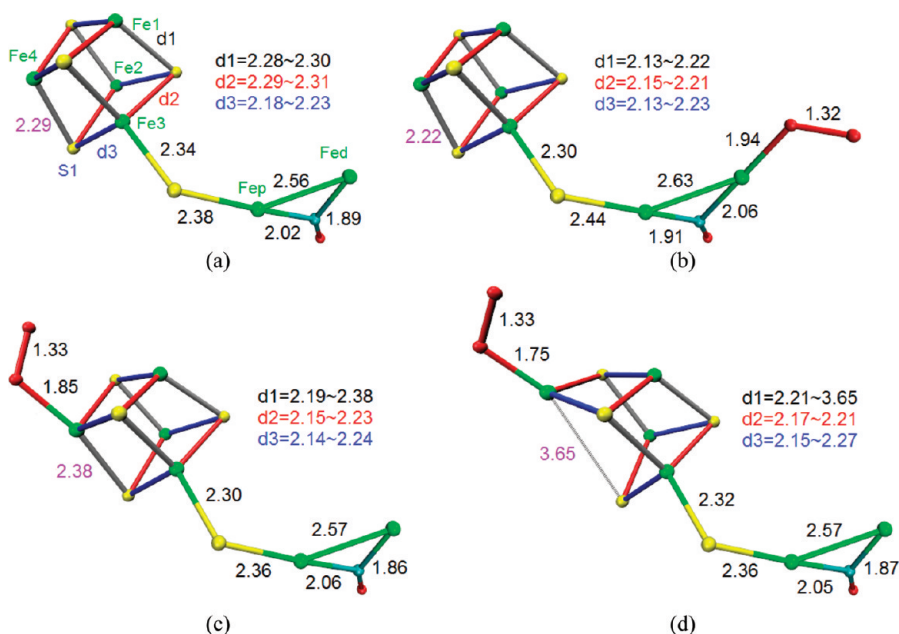 Fe1
d1
Fe4
Fe2
d2
2.29
Fe3
S1
d3
d1=2.28~2.30
d2=2.29~2.31
d3=2.18~2.23
2.34
Fed
2.56
Fep
2.38
1.89
2.02
(a)
d1=2.13~2.22
d2=2.15~2.21
d3=2.13~2.23
2.22
1.32
1.94
2.30
2.63
2.06
2.44
1.91
(b)
1.33
1.85
d1=2.19~2.38
d2=2.15~2.23
d3=2.14~2.24
2.38
2.30
2.57
2.36
1.86
2.06
(c)
1.33
1.75
d1=2.21~3.65
d2=2.17~2.21
d3=2.15~2.27
3.65
2.32
2.57
2.36
1.87
2.05
(d)